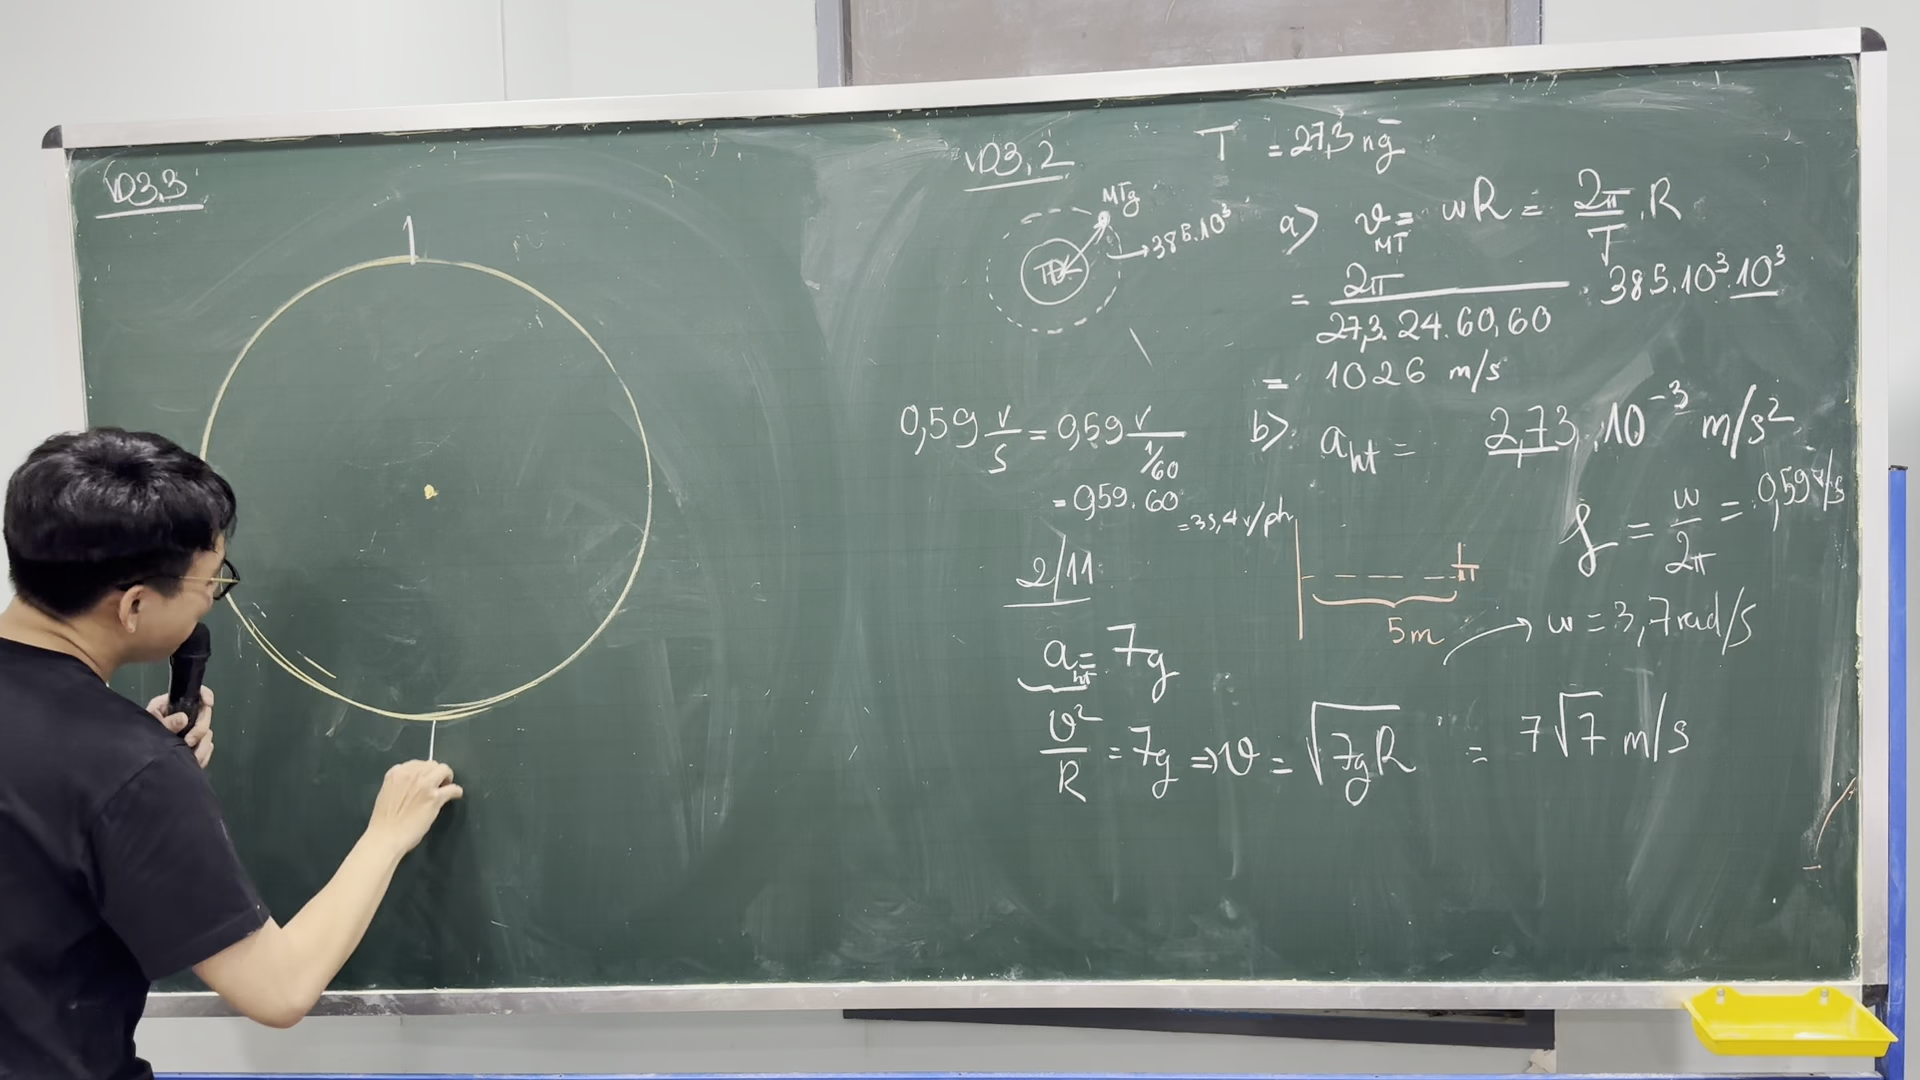 VD3.3
VD3,2
T = 27,3 ng
MTg
TĐ
385.10³
a) v_MT = wR = 2π/T . R
= 2π/(27,3.24.60,60) . 385.10³.10³
= 1026 m/s
b) a_ht = 2,73.10⁻³ m/s²
0,59 v/s = 0,59 v/(1/60)
= 0,59.60 = 35,4 v/ph
f = w/2π = 0,59 v/s
2/11
5m
w = 3,7 rad/s
a_ht = 7g
v²/R = 7g ⇒ v = √7gR = 7√7 m/s